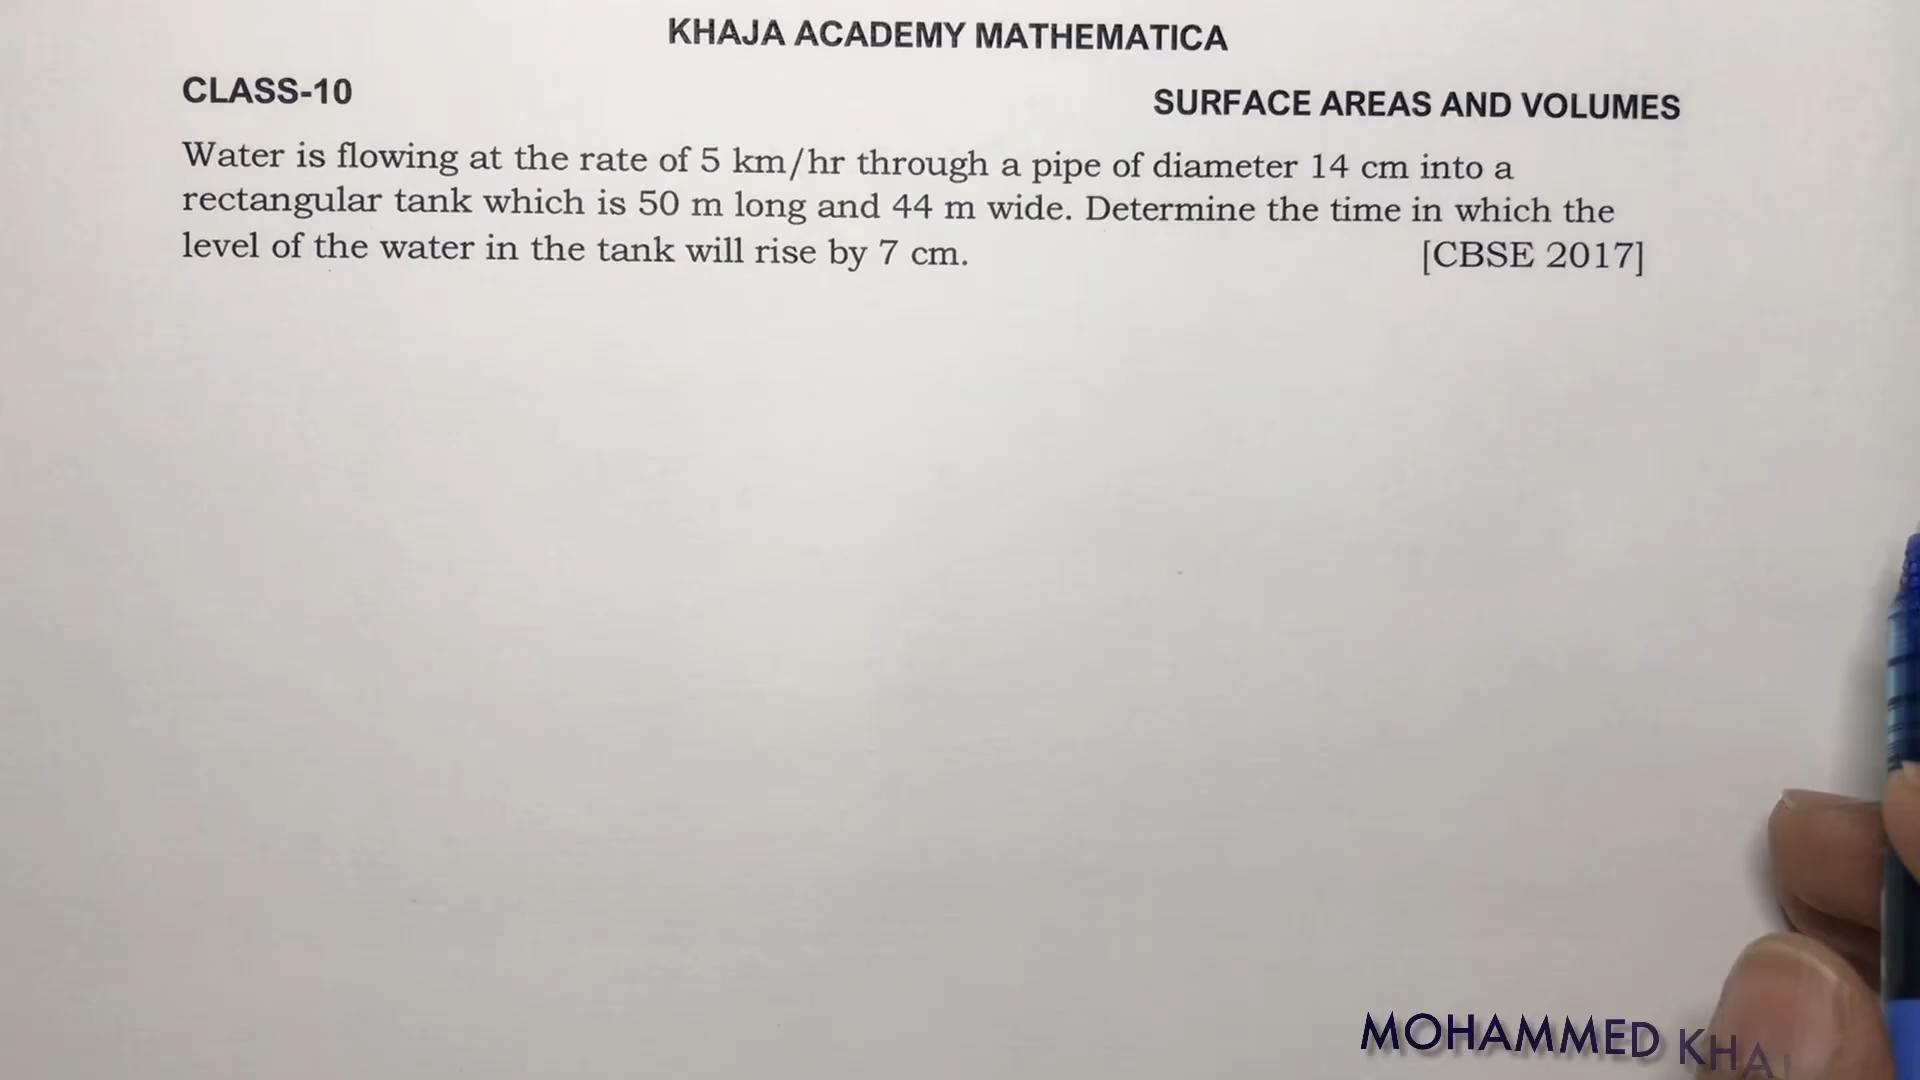 KHAJA ACADEMY MATHEMATICA
CLASS-10
SURFACE AREAS AND VOLUMES
Water is flowing at the rate of 5 km/hr through a pipe of diameter 14 cm into a
rectangular tank which is 50 m long and 44 m wide. Determine the time in which the
level of the water in the tank will rise by 7 cm.
[CBSE 2017]
MOHAMMED KHA